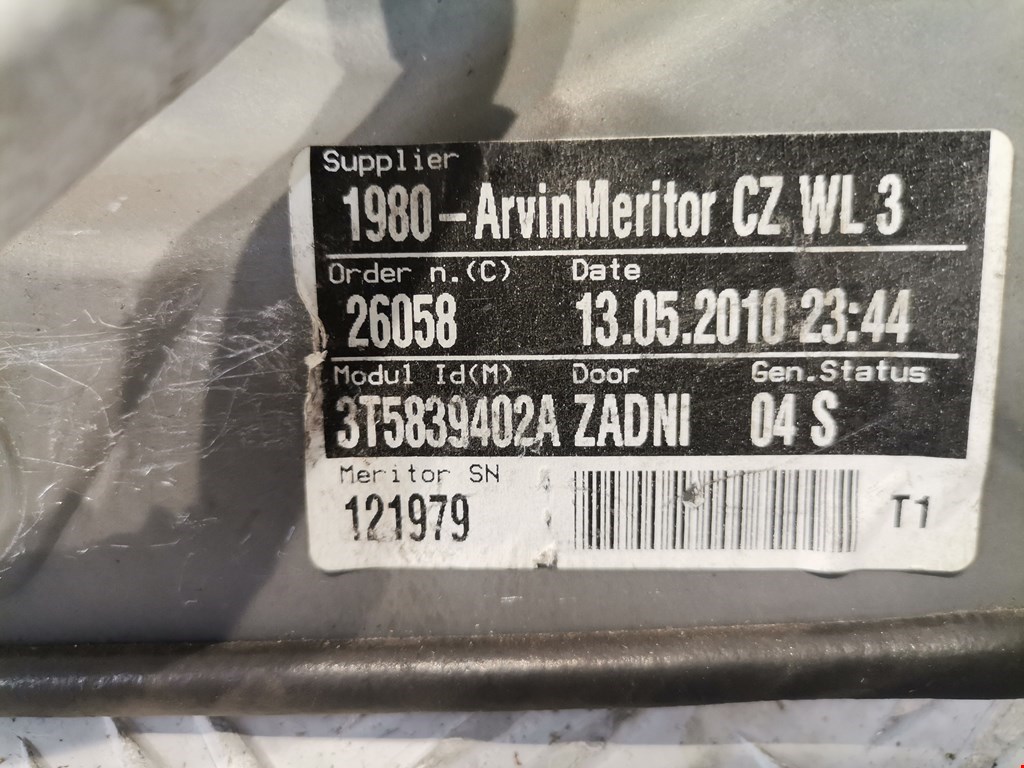 Supplier
1980-ArvinMeritor CZ WL 3
Order n.(C) Date
26058 13.05.2010 23:44
Modul Id(M) Door Gen.Status
3T5839402A ZADNI 04 S
Meritor SN
121979 T1